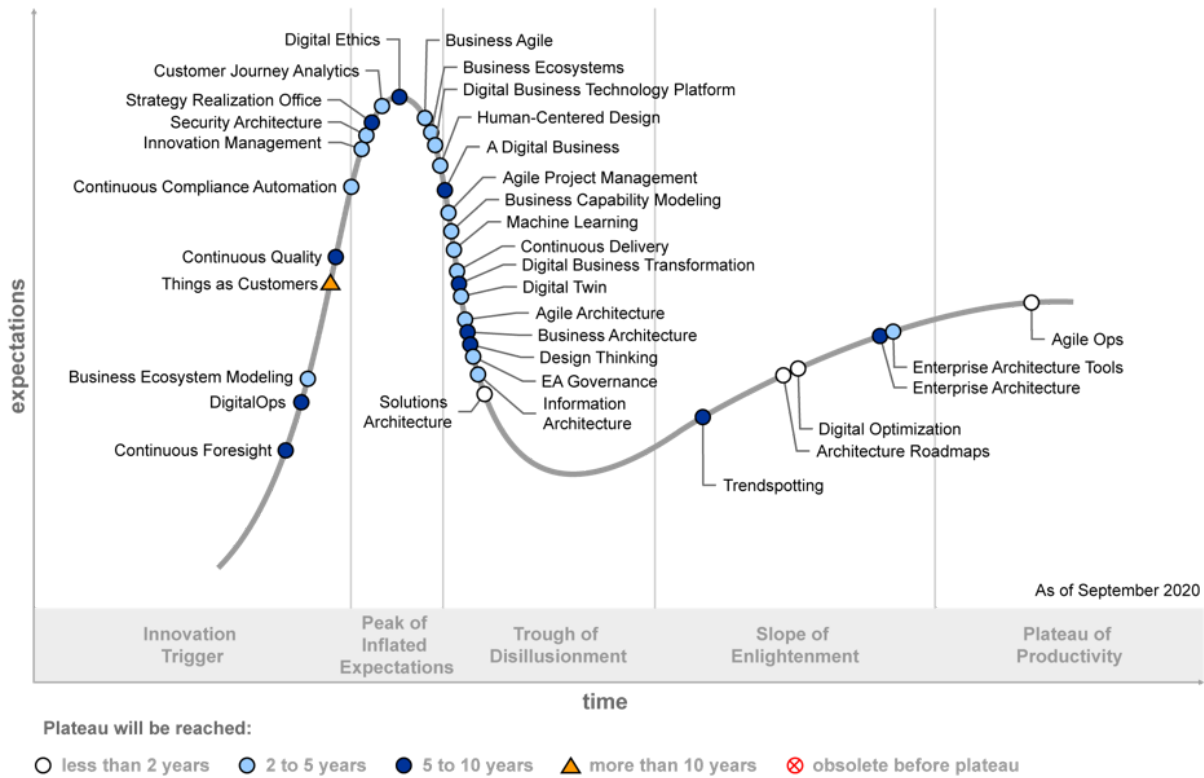 Digital Ethics
Business Agile
Customer Journey Analytics
Business Ecosystems
Strategy Realization Office
Digital Business Technology Platform
Security Architecture
Human-Centered Design
Innovation Management
A Digital Business
Continuous Compliance Automation
Agile Project Management
Business Capability Modeling
Machine Learning
Continuous Quality
Continuous Delivery
Digital Business Transformation
Things as Customers
Digital Twin
Agile Architecture
Business Architecture
Design Thinking
Business Ecosystem Modeling
EA Governance
DigitalOps
Solutions
Architecture
Information
Architecture
Continuous Foresight
Agile Ops
Enterprise Architecture Tools
Enterprise Architecture
Digital Optimization
Architecture Roadmaps
Trendspotting
expectations
As of September 2020
Innovation
Trigger
Peak of
Inflated
Expectations
Trough of
Disillusionment
Slope of
Enlightenment
Plateau of
Productivity
time
Plateau will be reached:
less than 2 years
2 to 5 years
5 to 10 years
more than 10 years
obsolete before plateau